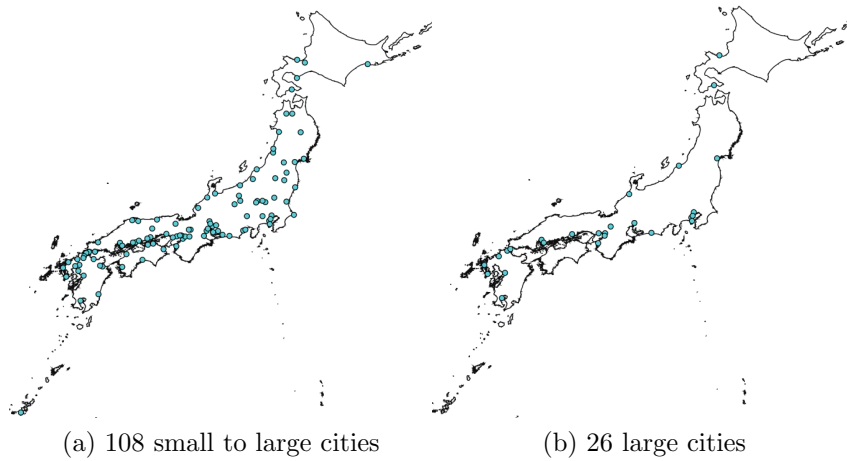 (a) 108 small to large cities
(b) 26 large cities